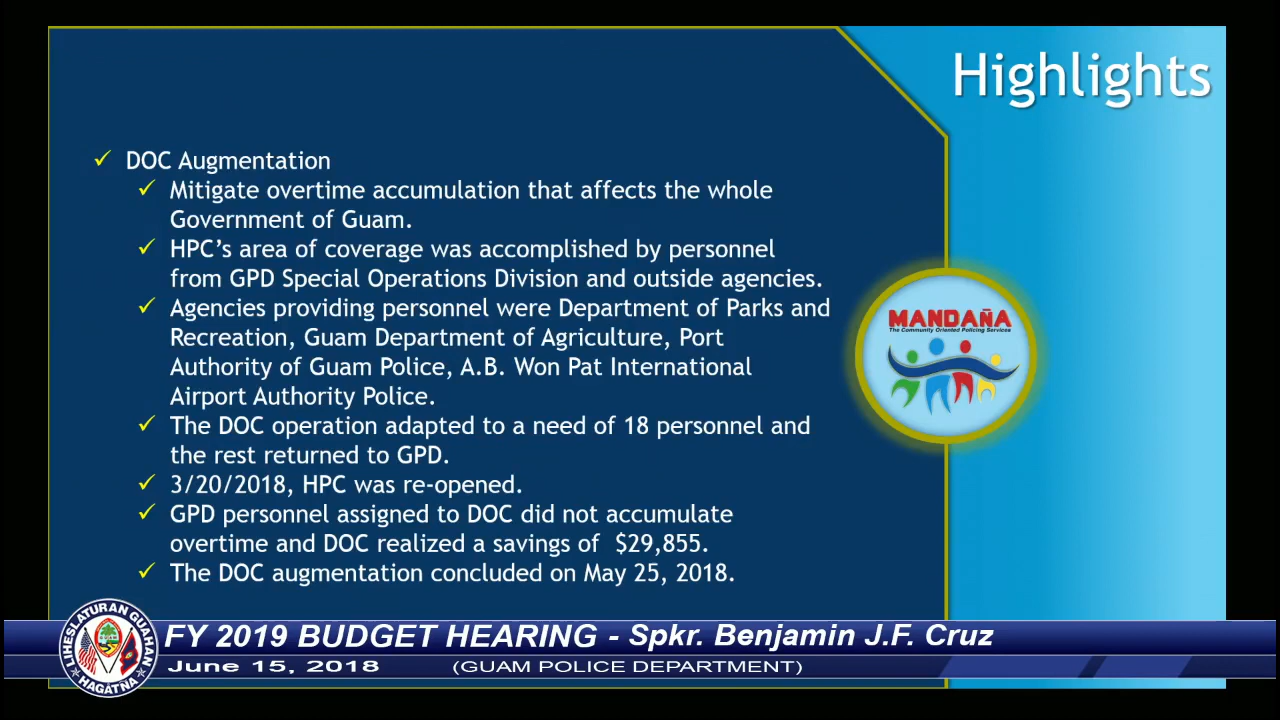 Highlights
DOC Augmentation
Mitigate overtime accumulation that affects the whole
Government of Guam.
HPC's area of coverage was accomplished by personnel
from GPD Special Operations Division and outside agencies.
Agencies providing personnel were Department of Parks and
Recreation, Guam Department of Agriculture, Port
Authority of Guam Police, A.B. Won Pat International
Airport Authority Police.
The DOC operation adapted to a need of 18 personnel and
the rest returned to GPD.
3/20/2018, HPC was re-opened.
GPD personnel assigned to DOC did not accumulate
overtime and DOC realized a savings of $29,855.
The DOC augmentation concluded on May 25, 2018.
MANDAÑA
The Community Oriented Policing Services
LIHESLATURAN GUÅHAN
HAGÅTÑA
FY 2019 BUDGET HEARING - Spkr. Benjamin J.F. Cruz
June 15, 2018 (GUAM POLICE DEPARTMENT)